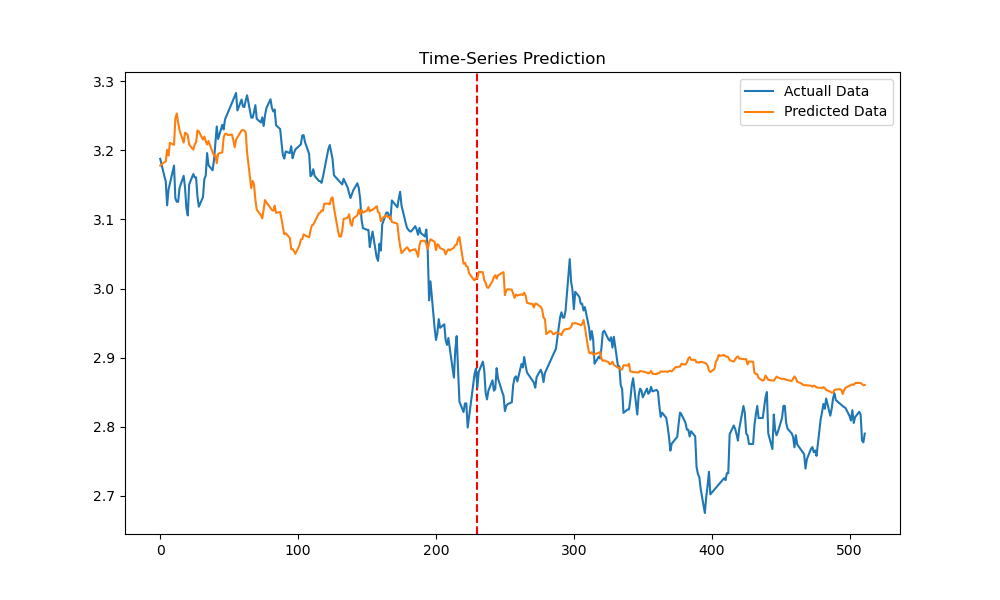 Time-Series Prediction
Actuall Data
Predicted Data
3.3
3.2
3.1
3.0
2.9
2.8
2.7
0 100 200 300 400 500